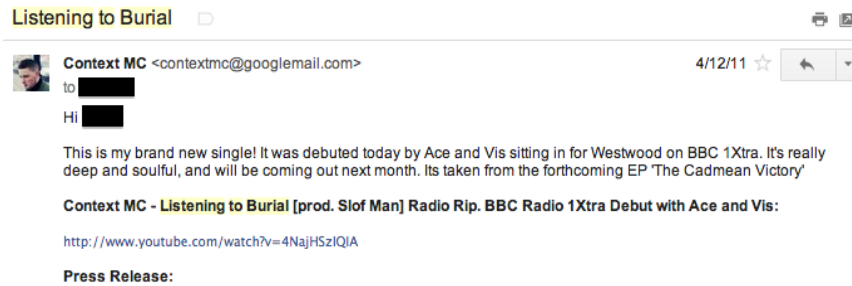 Listening to Burial
Context MC <contextmc@googlemail.com>
4/12/11
to
Hi
This is my brand new single! It was debuted today by Ace and Vis sitting in for Westwood on BBC 1Xtra. It's really
deep and soulful, and will be coming out next month. Its taken from the forthcoming EP 'The Cadmean Victory'
Context MC - Listening to Burial [prod. Slof Man] Radio Rip. BBC Radio 1Xtra Debut with Ace and Vis:
http://www.youtube.com/watch?v=4NajHSzIQIA
Press Release: